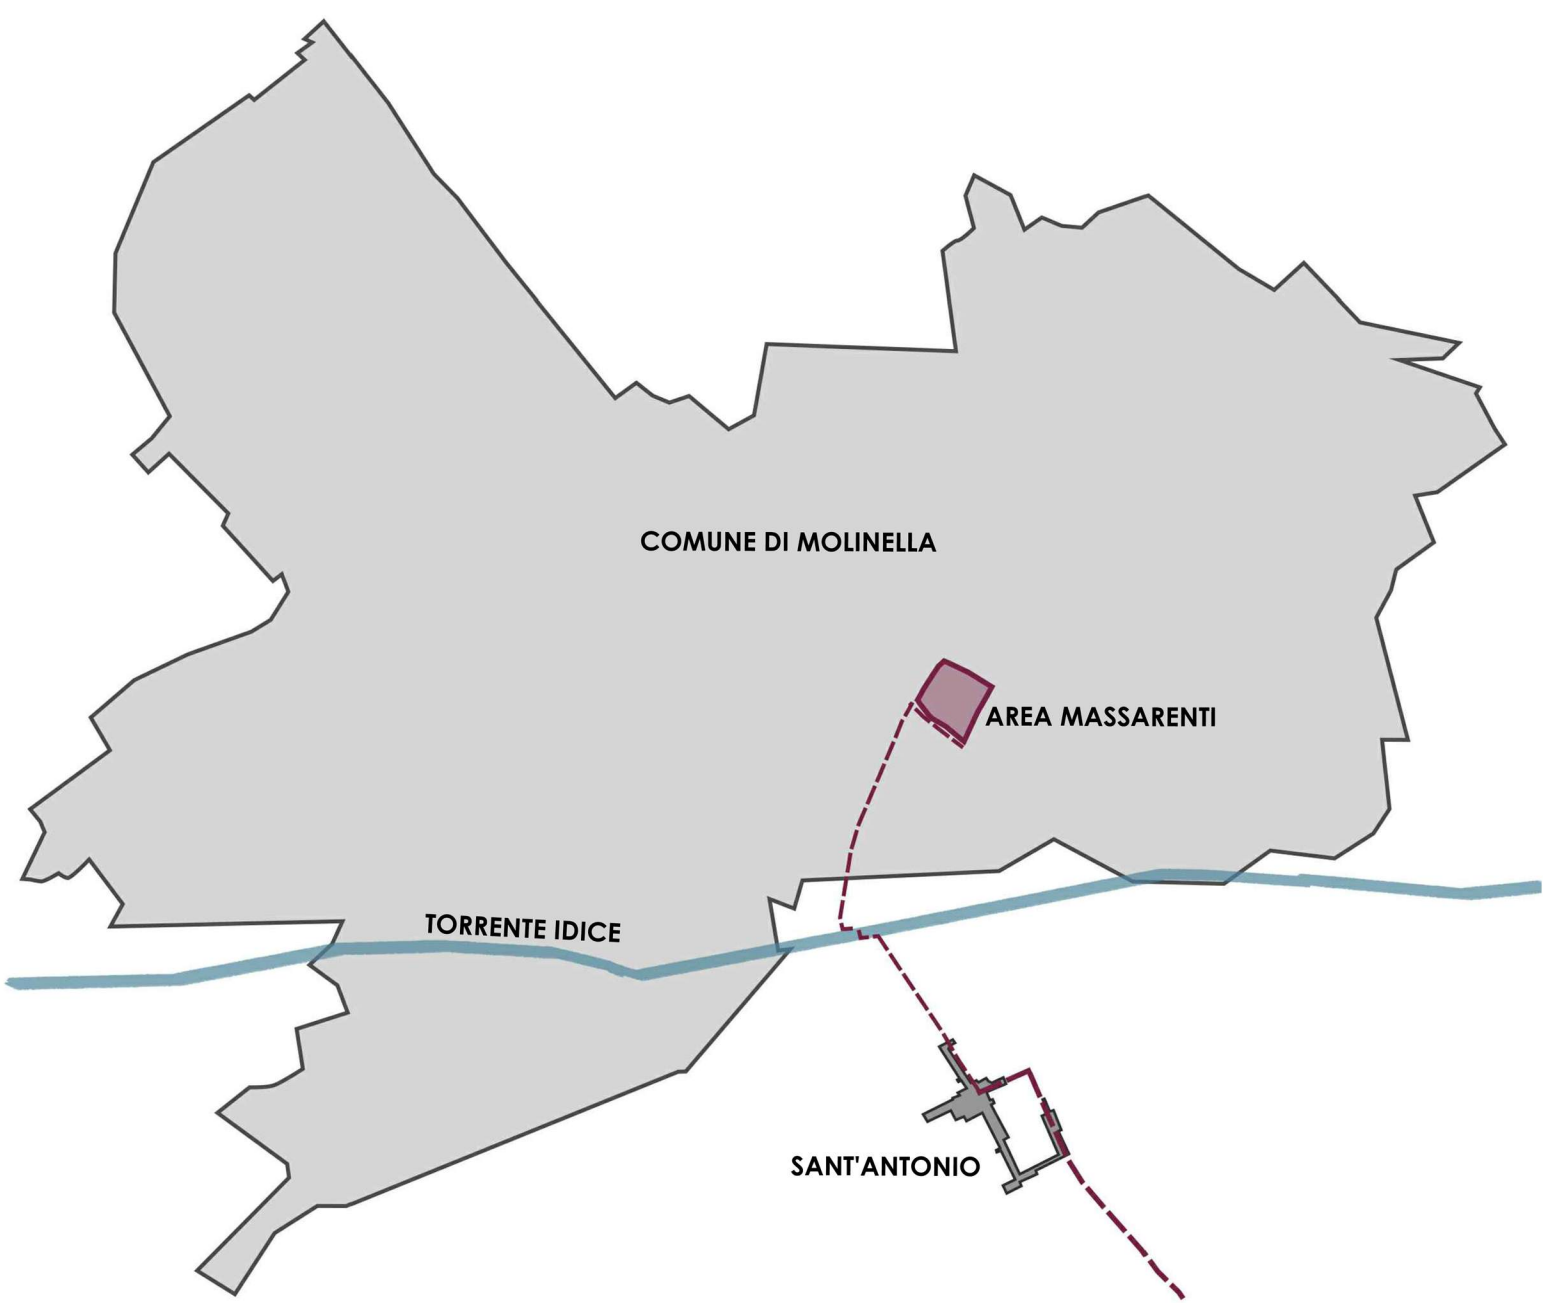 COMUNE DI MOLINELLA
AREA MASSARENTI
TORRENTE IDICE
SANT'ANTONIO